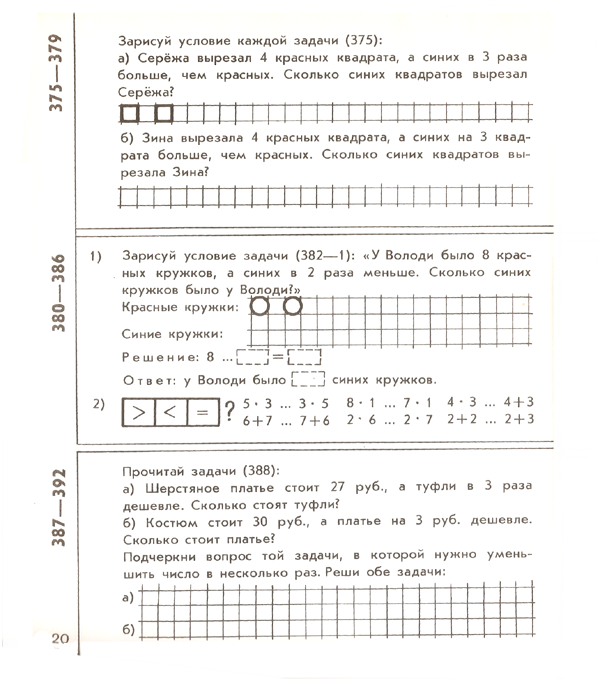 375—379
Зарисуй условие каждой задачи (375):
а) Серёжа вырезал 4 красных квадрата, а синих в 3 раза
больше, чем красных. Сколько синих квадратов вырезал
Серёжа?
б) Зина вырезала 4 красных квадрата, а синих на 3 квад-
рата больше, чем красных. Сколько синих квадратов вы-
резала Зина?
380—386
1) Зарисуй условие задачи (382—1): «У Володи было 8 крас-
ных кружков, а синих в 2 раза меньше. Сколько синих
кружков было у Володи?»
Красные кружки:
Синие кружки:
Решение: 8 ... =
Ответ: у Володи было синих кружков.
2) > < = ? 5 · 3 ... 3 · 5 8 · 1 ... 7 · 1 4 · 3 ... 4+3
6+7 ... 7+6 2 · 6 ... 2 · 7 2+2 ... 2+3
387—392
Прочитай задачи (388):
а) Шерстяное платье стоит 27 руб., а туфли в 3 раза
дешевле. Сколько стоят туфли?
б) Костюм стоит 30 руб., а платье на 3 руб. дешевле.
Сколько стоит платье?
Подчеркни вопрос той задачи, в которой нужно умень-
шить число в несколько раз. Реши обе задачи:
а)
б)
20